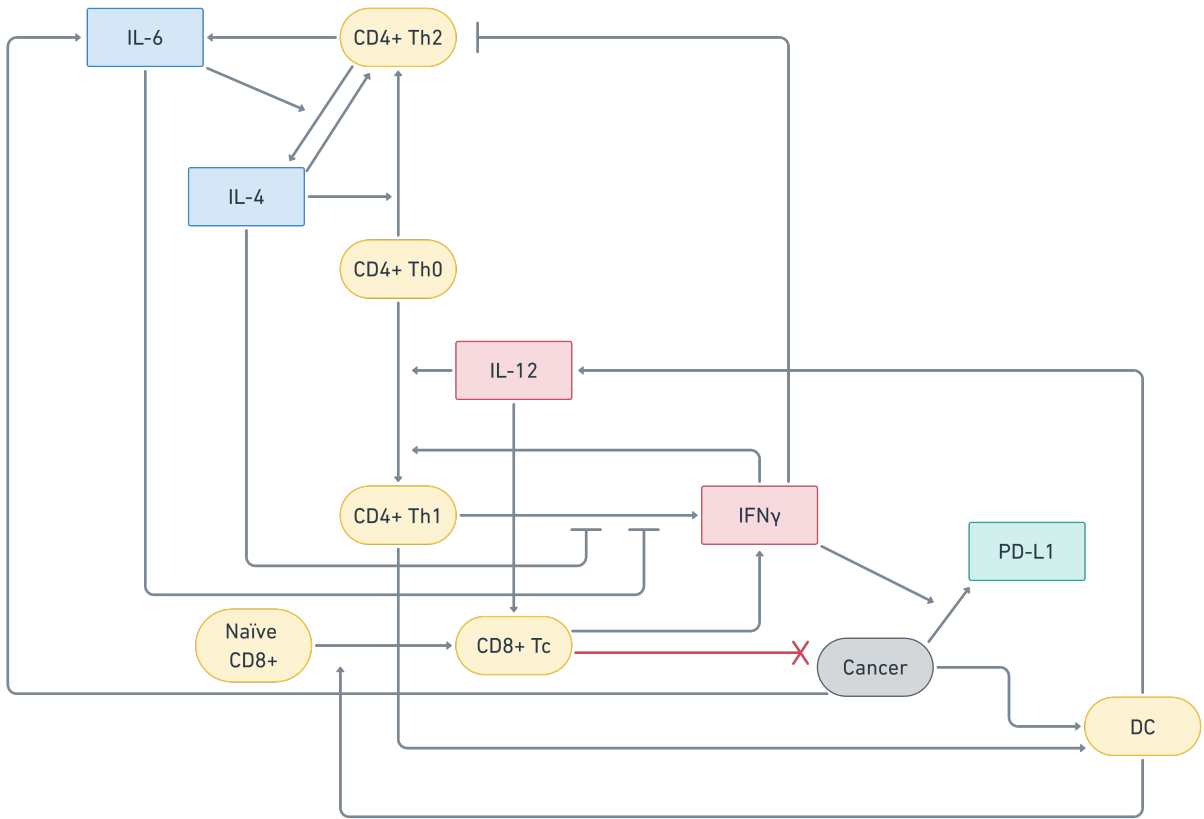 IL-6
CD4+ Th2
IL-4
CD4+ Th0
IL-12
CD4+ Th1
IFNγ
PD-L1
Naïve
CD8+
CD8+ Tc
Cancer
DC